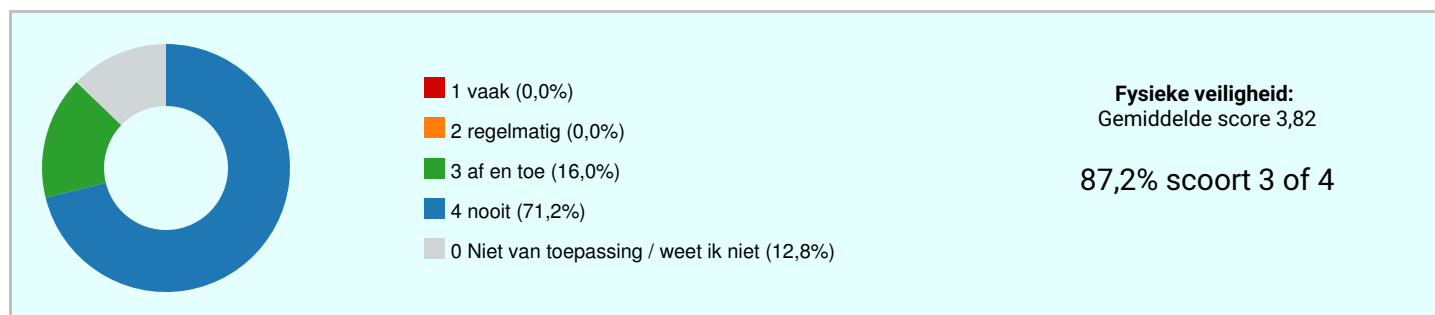 1 vaak (0,0%)
2 regelmatig (0,0%)
3 af en toe (16,0%)
4 nooit (71,2%)
0 Niet van toepassing / weet ik niet (12,8%)
Fysieke veiligheid:
Gemiddelde score 3,82
87,2% scoort 3 of 4